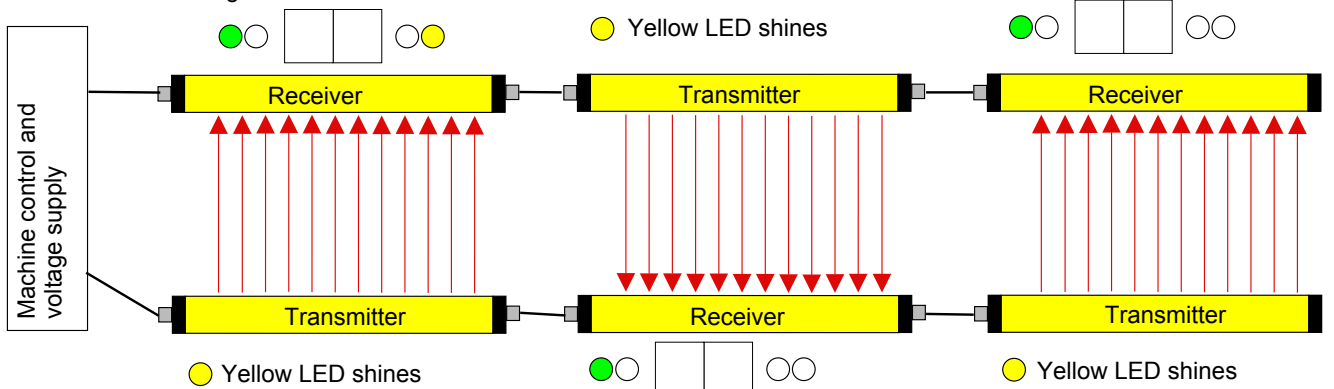 Yellow LED shines
Machine control and
voltage supply
Receiver
Transmitter
Receiver
Transmitter
Receiver
Transmitter
Yellow LED shines
Yellow LED shines